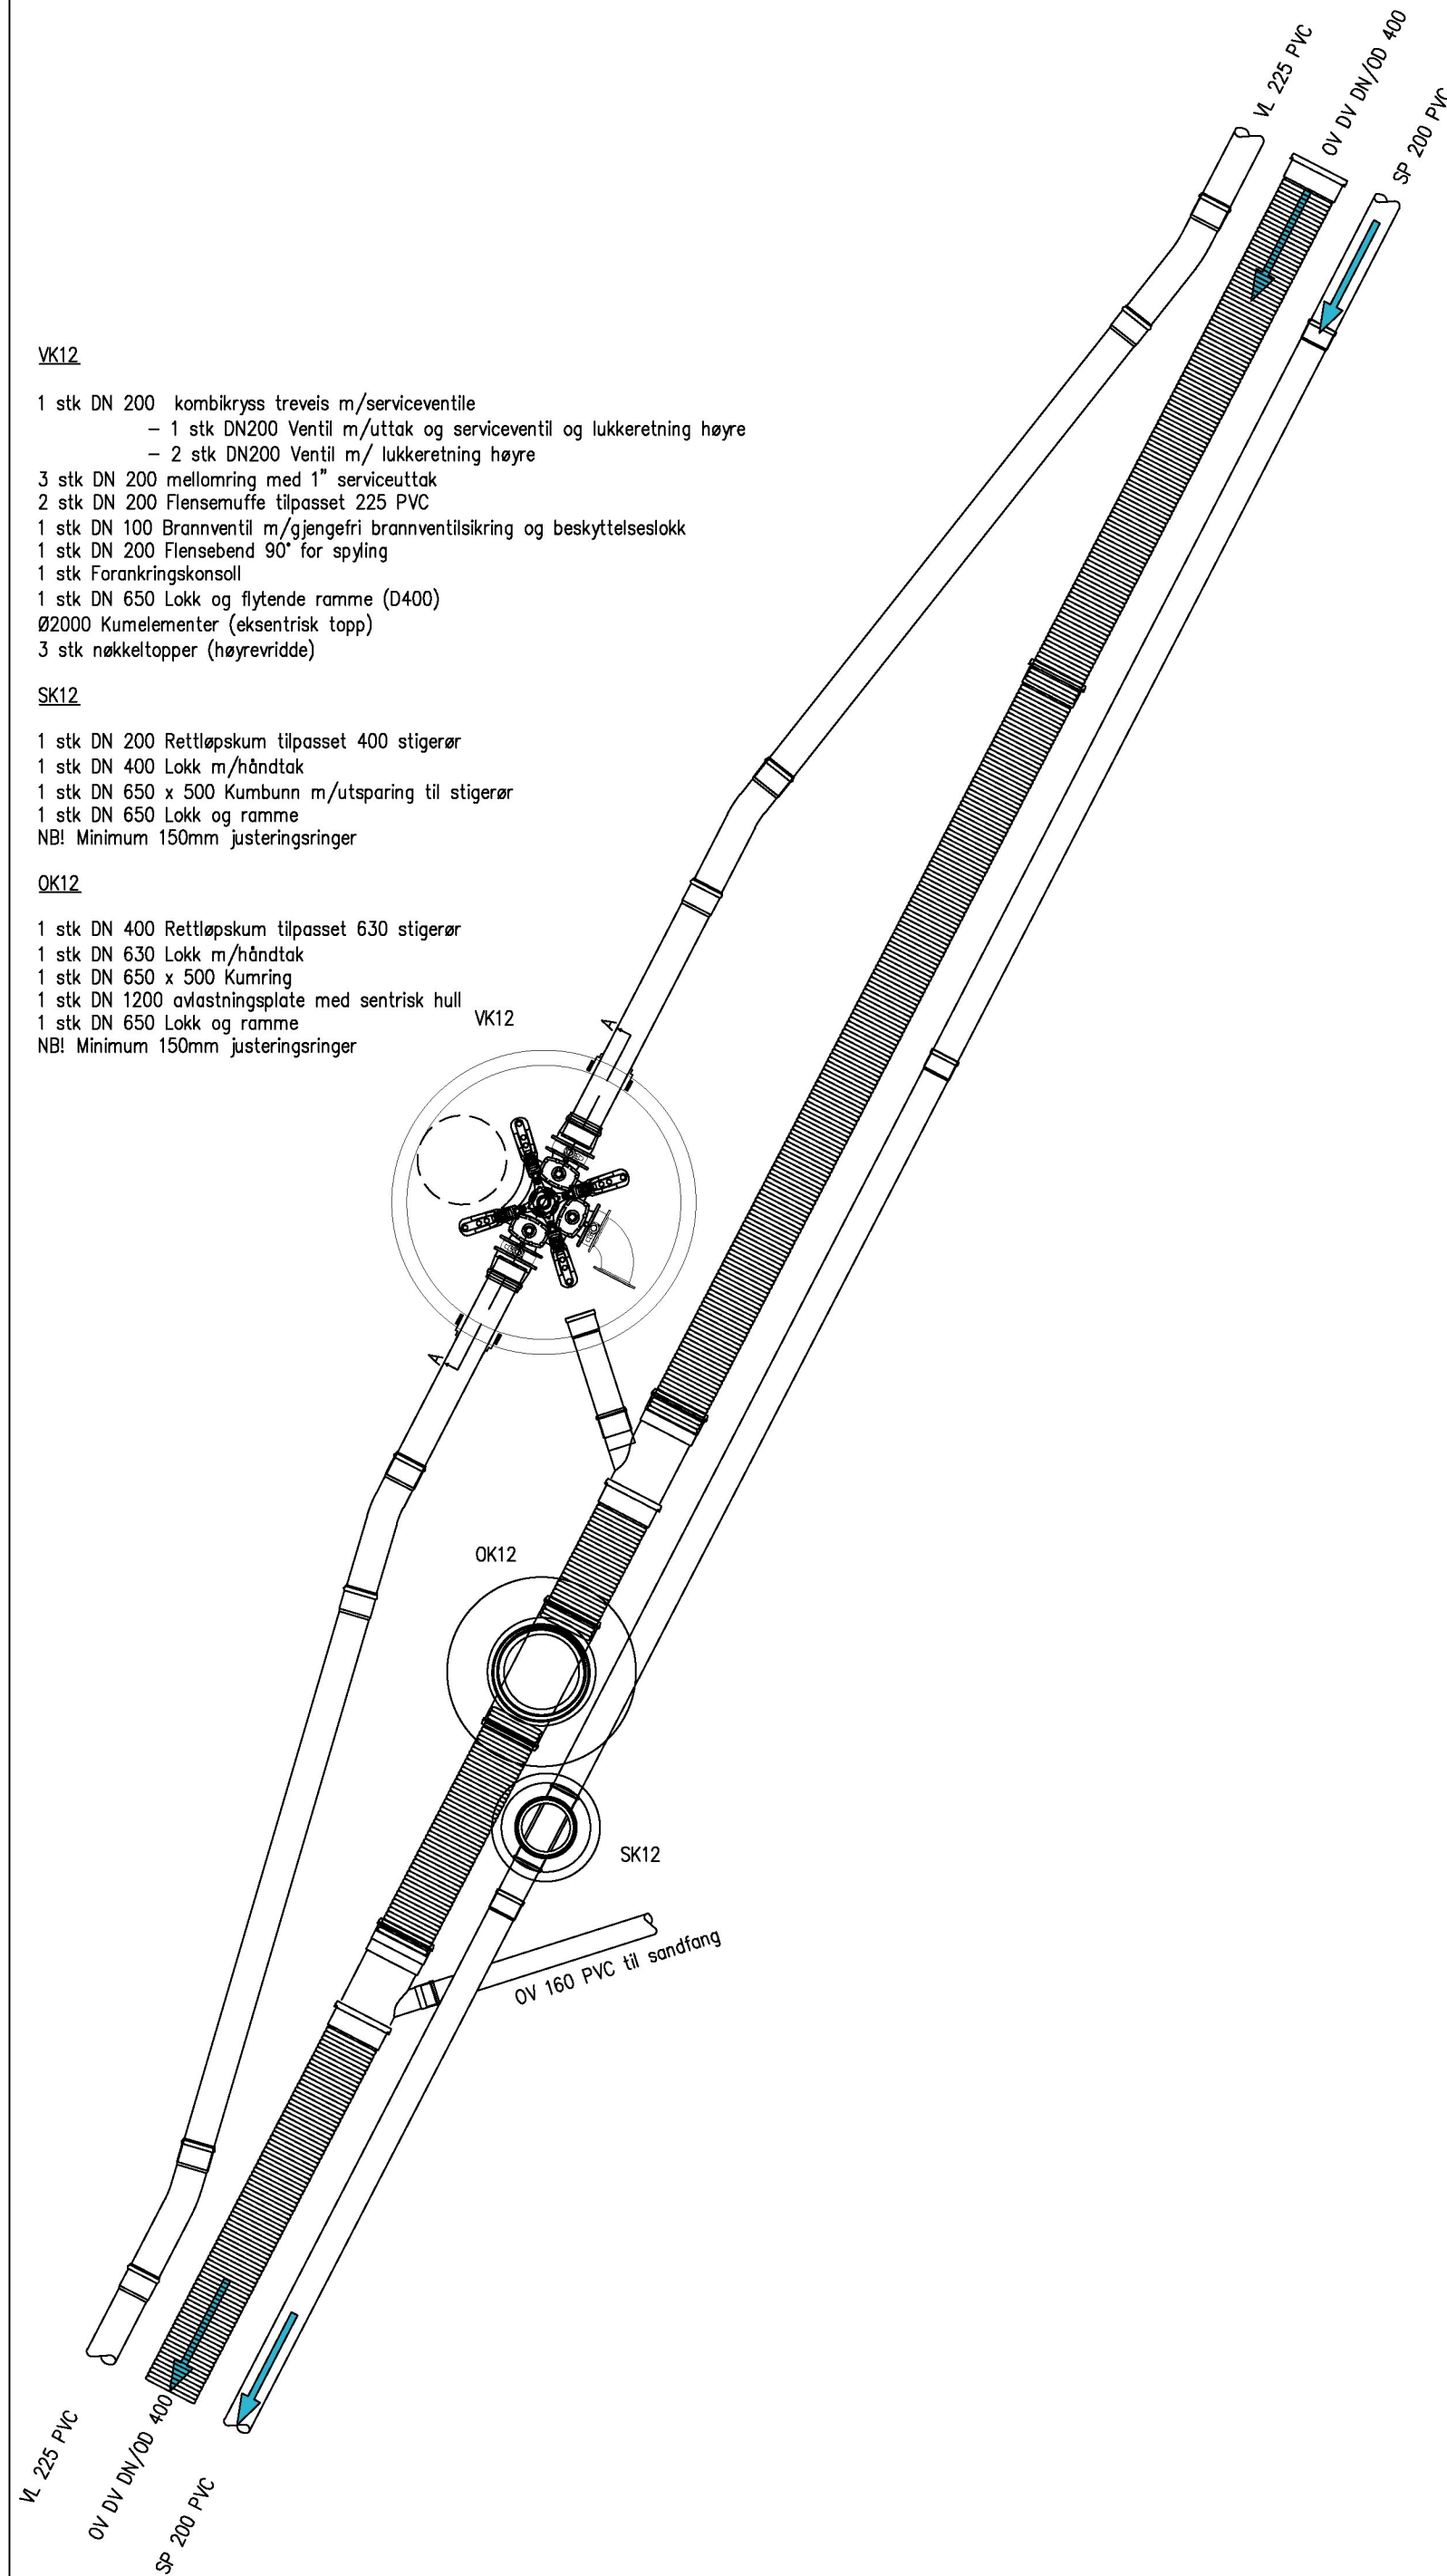 VL 225 PVC
OV DV DN/OD 400
SP 200 PVC
VK12
1 stk DN 200 kombikryss treveis m/serviceventile
– 1 stk DN200 Ventil m/uttak og serviceventil og lukkeretning høyre
– 2 stk DN200 Ventil m/ lukkeretning høyre
3 stk DN 200 mellomring med 1" serviceuttak
2 stk DN 200 Flensemuffe tilpasset 225 PVC
1 stk DN 100 Brannventil m/gjengefri brannventilsikring og beskyttelseslokk
1 stk DN 200 Flensebend 90° for spyling
1 stk Forankringskonsoll
1 stk DN 650 Lokk og flytende ramme (D400)
Ø2000 Kumelementer (eksentrisk topp)
3 stk nøkkeltopper (høyrevridde)
SK12
1 stk DN 200 Rettløpskum tilpasset 400 stigerør
1 stk DN 400 Lokk m/håndtak
1 stk DN 650 x 500 Kumbunn m/utsparing til stigerør
1 stk DN 650 Lokk og ramme
NB! Minimum 150mm justeringsringer
OK12
1 stk DN 400 Rettløpskum tilpasset 630 stigerør
1 stk DN 630 Lokk m/håndtak
1 stk DN 650 x 500 Kumring
1 stk DN 1200 avlastningsplate med sentrisk hull
1 stk DN 650 Lokk og ramme
NB! Minimum 150mm justeringsringer
VK12
A
A
OK12
SK12
OV 160 PVC til sandfang
VL 225 PVC
OV DV DN/OD 400
SP 200 PVC